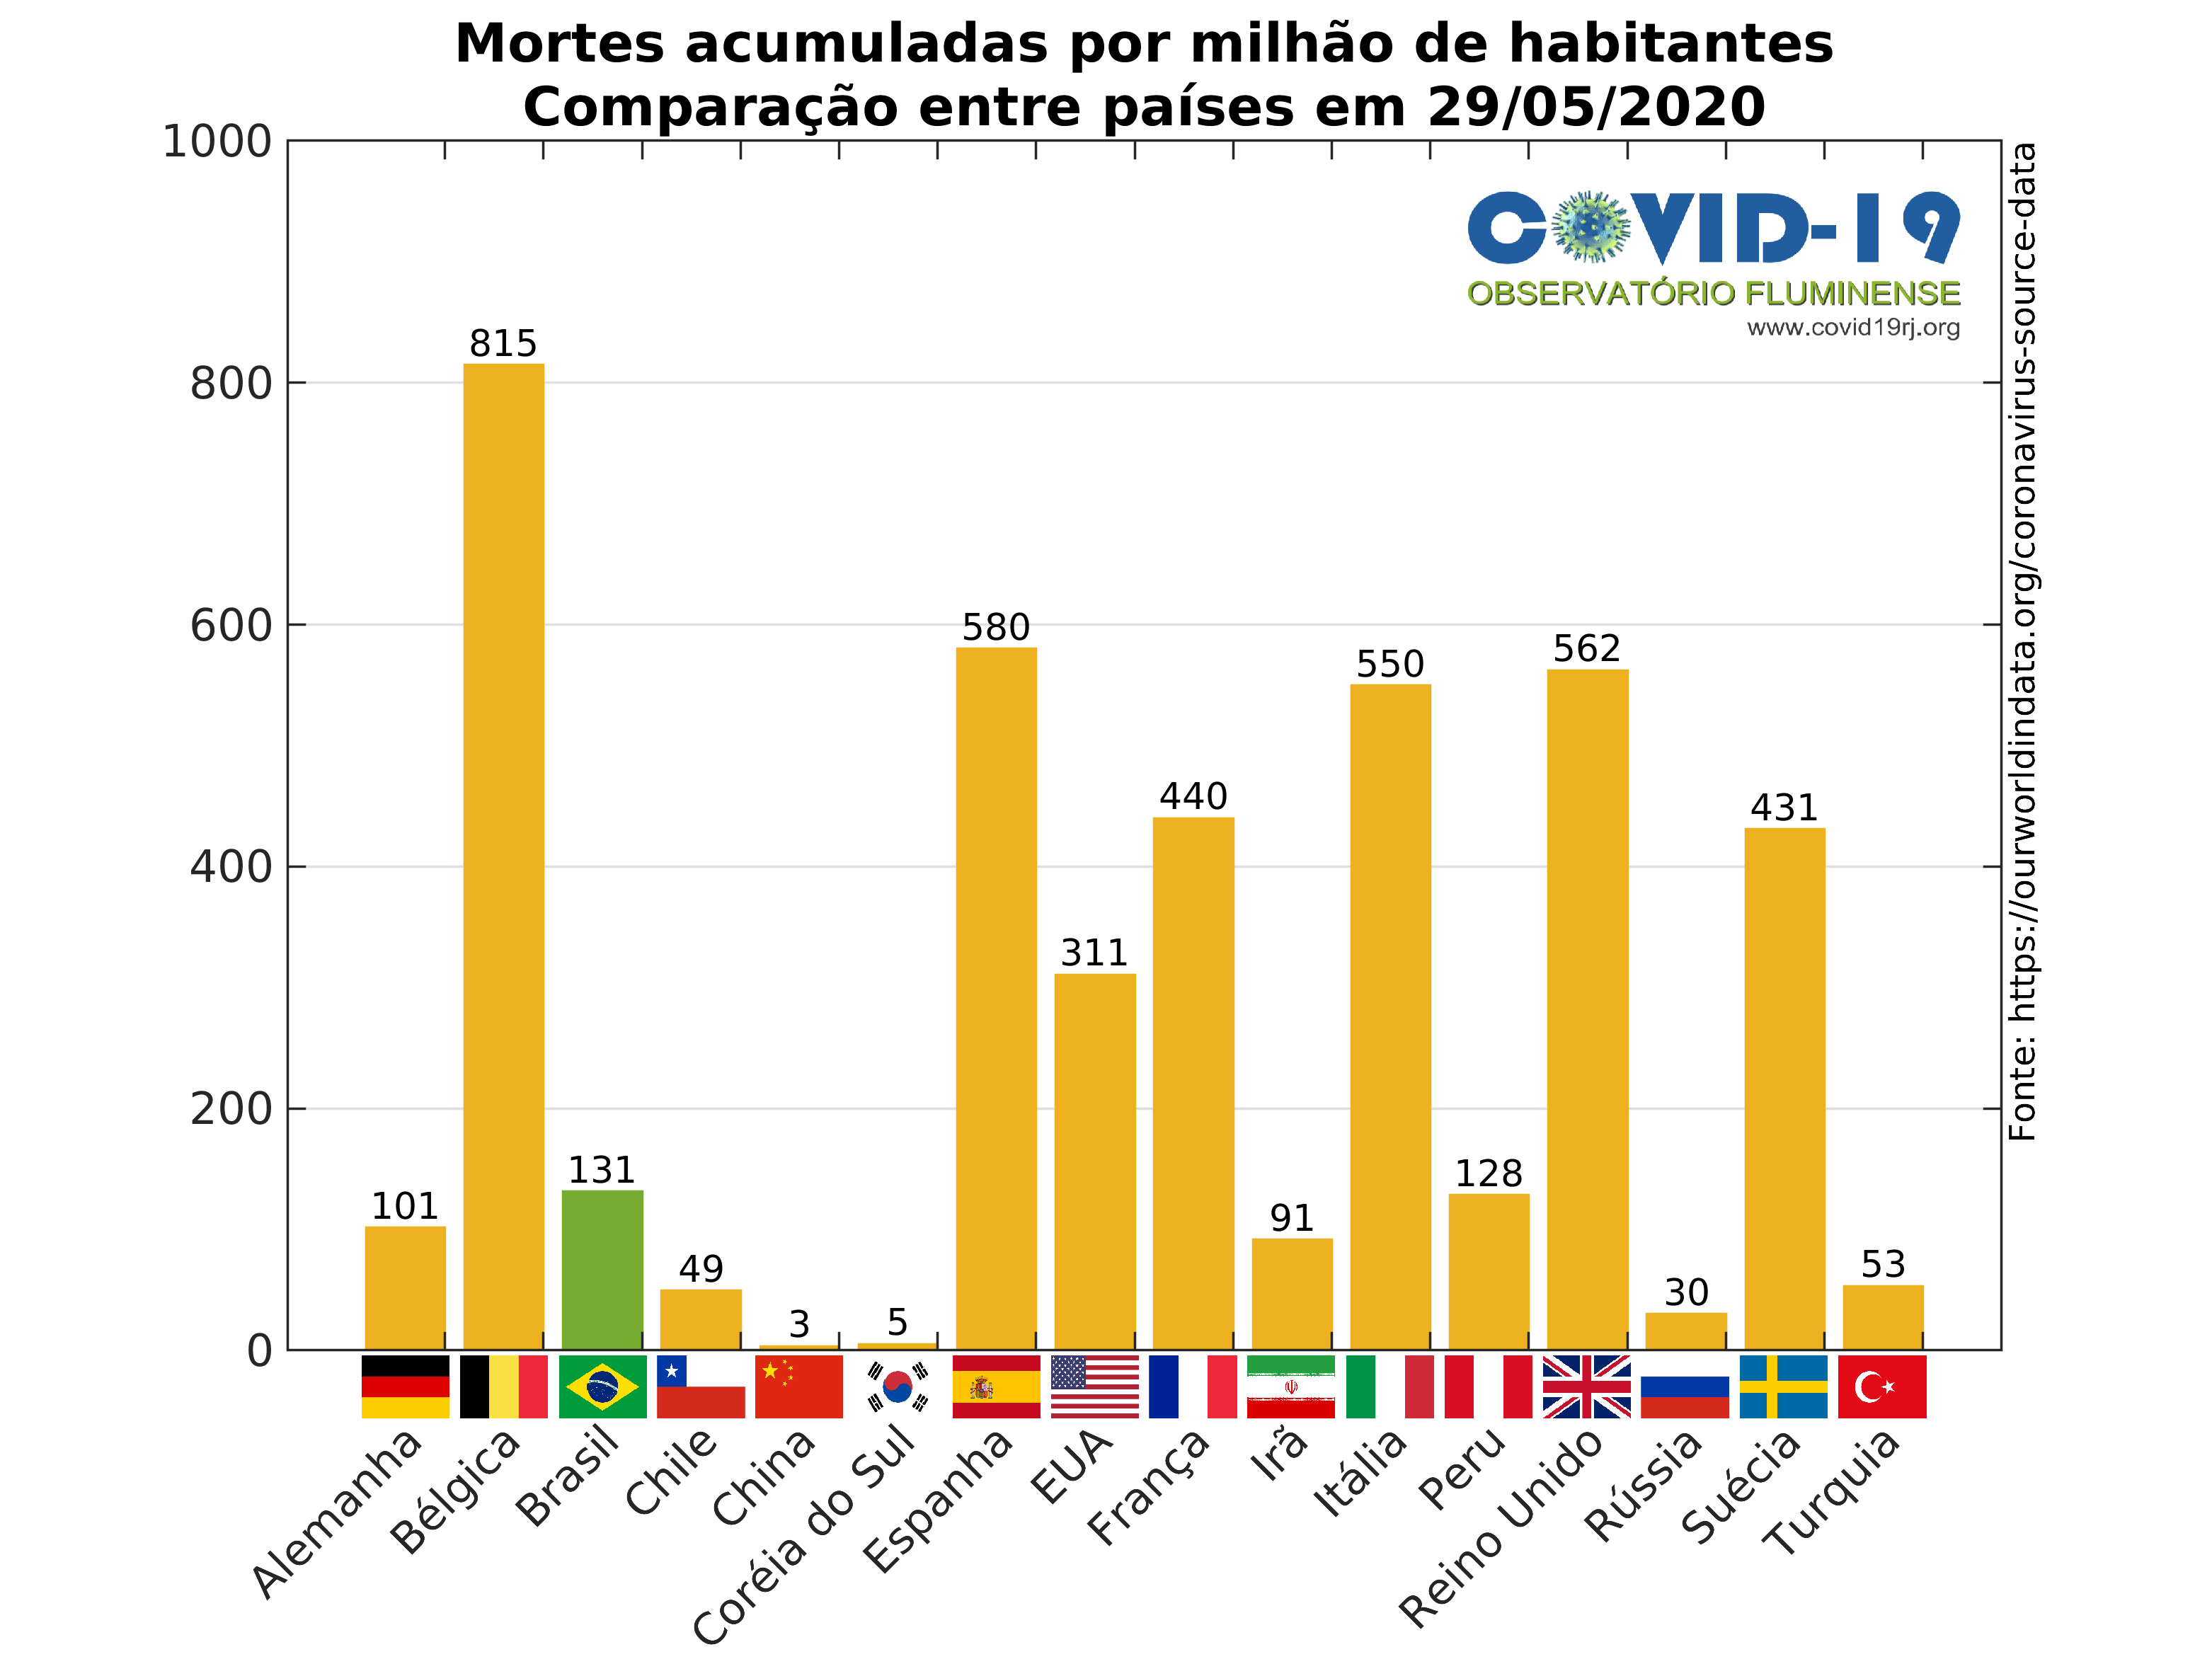 Mortes acumuladas por milhão de habitantes
Comparação entre países em 29/05/2020
1000
800
600
400
200
0
COVID-19
OBSERVATÓRIO FLUMINENSE
www.covid19rj.org
Fonte: https://ourworldindata.org/coronavirus-source-data
101
815
131
49
3
5
580
311
440
91
550
128
562
30
431
53
Alemanha
Bélgica
Brasil
Chile
China
Coréia do Sul
Espanha
EUA
França
Irã
Itália
Peru
Reino Unido
Rússia
Suécia
Turquia